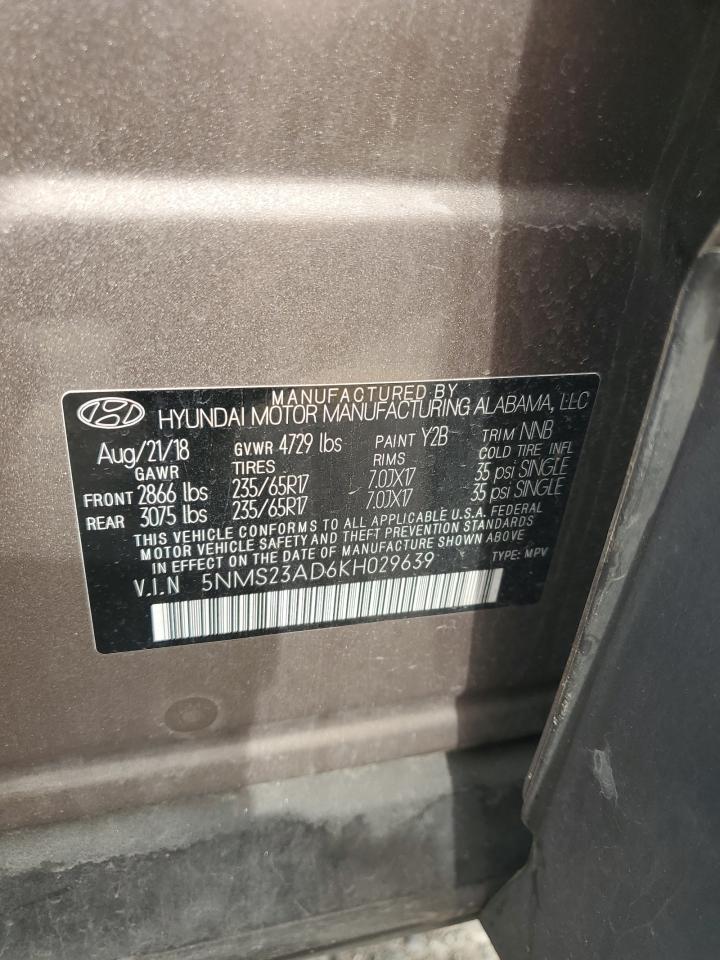 MANUFACTURED BY
HYUNDAI MOTOR MANUFACTURING ALABAMA, LLC
Aug/21/18 GVWR 4729 lbs PAINT Y2B TRIM NNB
GAWR TIRES RIMS COLD TIRE INFL
FRONT 2866 lbs 235/65R17 7.0JX17 35 psi SINGLE
REAR 3075 lbs 235/65R17 7.0JX17 35 psi SINGLE
THIS VEHICLE CONFORMS TO ALL APPLICABLE U.S.A. FEDERAL
MOTOR VEHICLE SAFETY AND THEFT PREVENTION STANDARDS
IN EFFECT ON THE DATE OF MANUFACTURE SHOWN ABOVE.
V.I.N 5NMS23AD6KH029639 TYPE: MPV